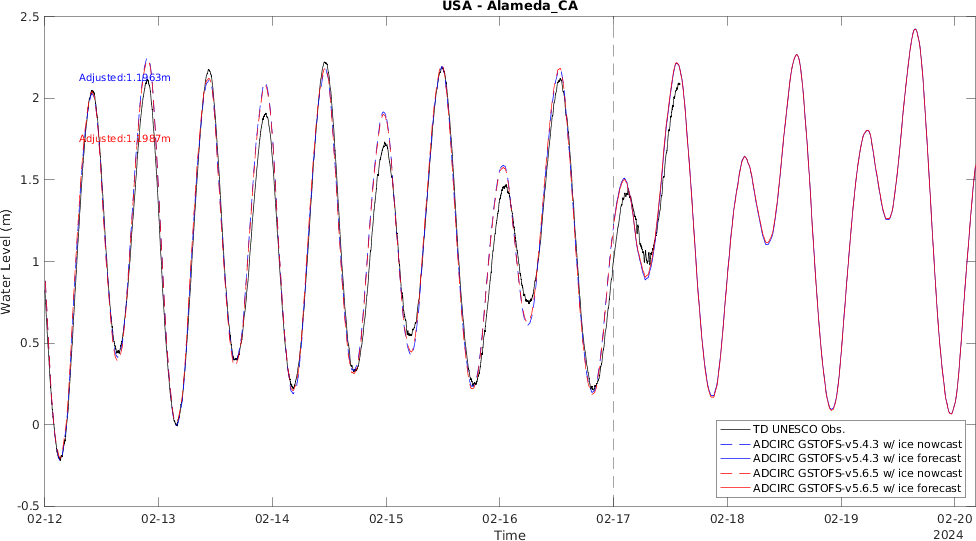 USA - Alameda_CA
2.5
2
1.5
1
0.5
0
-0.5
Water Level (m)
Adjusted:1.1963m
Adjusted:1.1987m
TD UNESCO Obs.
ADCIRC GSTOFS-v5.4.3 w/ ice nowcast
ADCIRC GSTOFS-v5.4.3 w/ ice forecast
ADCIRC GSTOFS-v5.6.5 w/ ice nowcast
ADCIRC GSTOFS-v5.6.5 w/ ice forecast
02-12 02-13 02-14 02-15 02-16 02-17 02-18 02-19 02-20
Time
2024